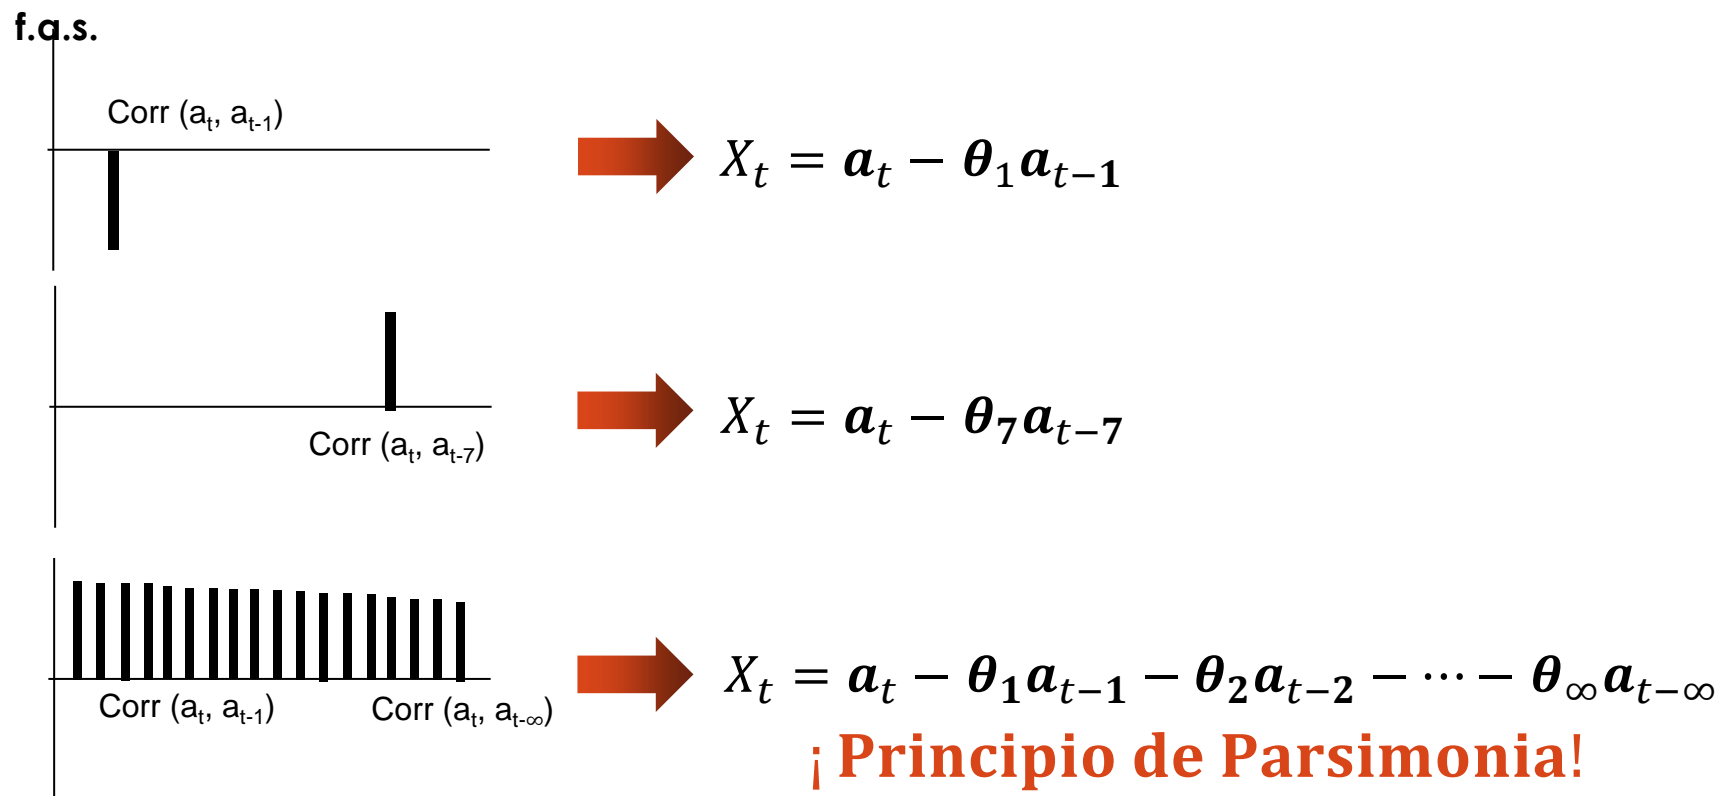 f.a.s.
Corr (aₜ, aₜ₋₁)
Xₜ = aₜ − θ₁aₜ₋₁
Corr (aₜ, aₜ₋₇)
Xₜ = aₜ − θ₇aₜ₋₇
Corr (aₜ, aₜ₋₁)
Corr (aₜ, aₜ₋∞)
Xₜ = aₜ − θ₁aₜ₋₁ − θ₂aₜ₋₂ − ⋯ − θ∞aₜ₋∞
¡ Principio de Parsimonia!